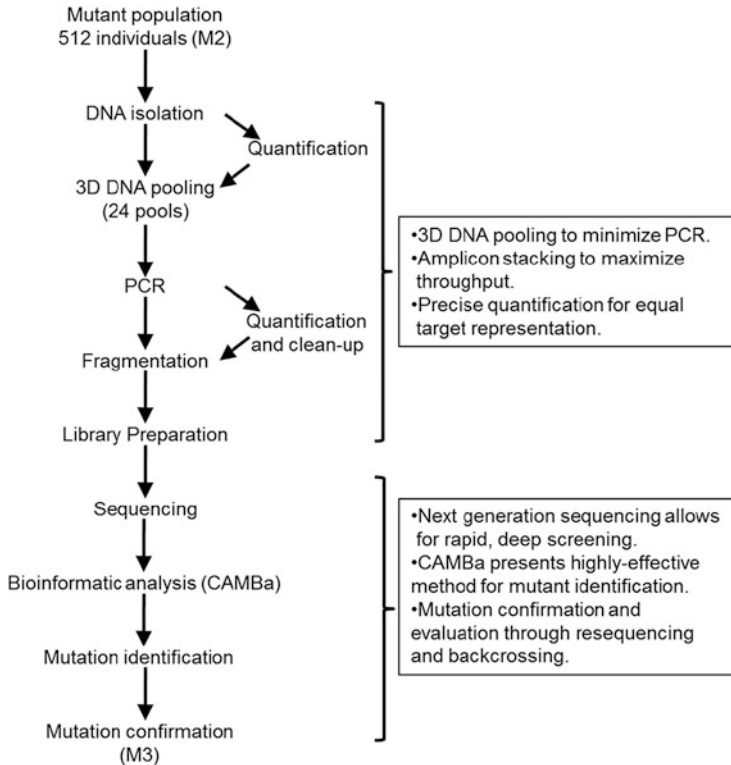 Mutant population
512 individuals (M2)
DNA isolation
Quantification
3D DNA pooling
(24 pools)
PCR
Quantification
and clean-up
Fragmentation
Library Preparation
•3D DNA pooling to minimize PCR.
•Amplicon stacking to maximize
throughput.
•Precise quantification for equal
target representation.
Sequencing
Bioinformatic analysis (CAMBa)
Mutation identification
Mutation confirmation
(M3)
•Next generation sequencing allows
for rapid, deep screening.
•CAMBa presents highly-effective
method for mutant identification.
•Mutation confirmation and
evaluation through resequencing
and backcrossing.